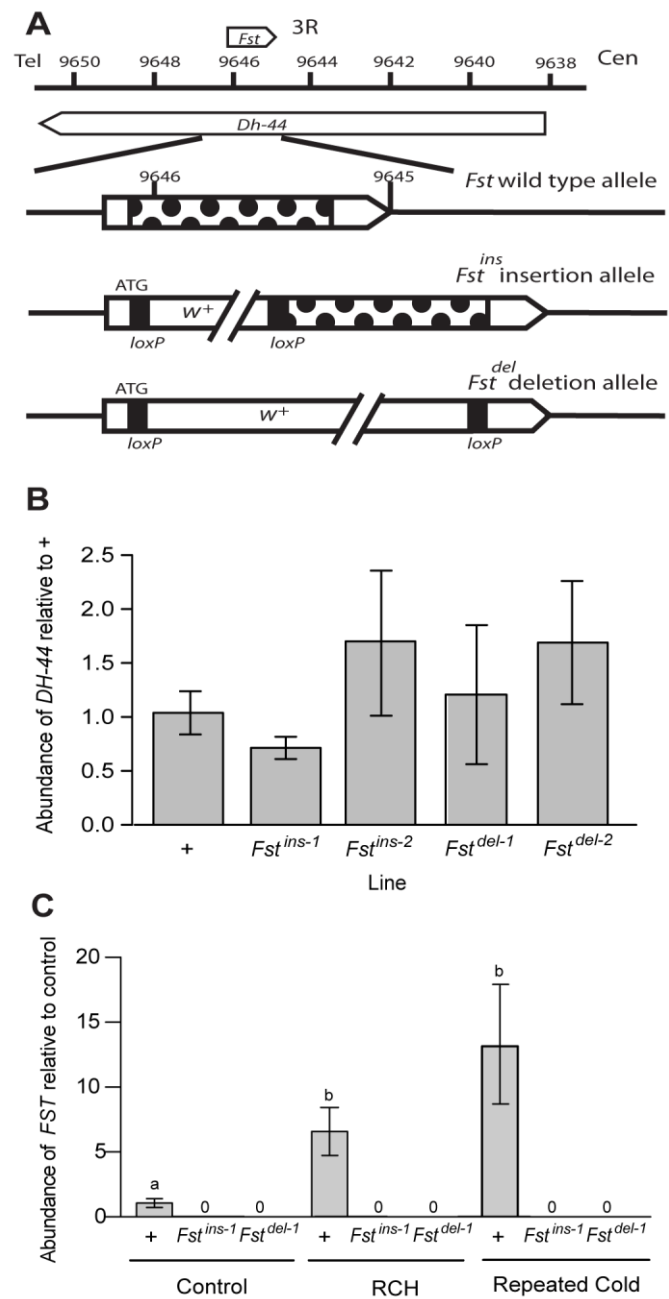 A
Fst 3R
Tel 9650 9648 9646 9644 9642 9640 9638 Cen
Dh-44
9646 9645 Fst wild type allele
Fst ins insertion allele
ATG
w+
loxP loxP
Fst del deletion allele
ATG
w+
loxP loxP
B
Abundance of DH-44 relative to +
2.5
2.0
1.5
1.0
0.5
0.0
+ Fst ins-1 Fst ins-2 Fst del-1 Fst del-2
Line
C
Abundance of FST relative to control
20
15
10
5
0
a 0 0 b 0 0 b 0 0
+ Fst ins-1 Fst del-1 + Fst ins-1 Fst del-1 + Fst ins-1 Fst del-1
Control RCH Repeated Cold